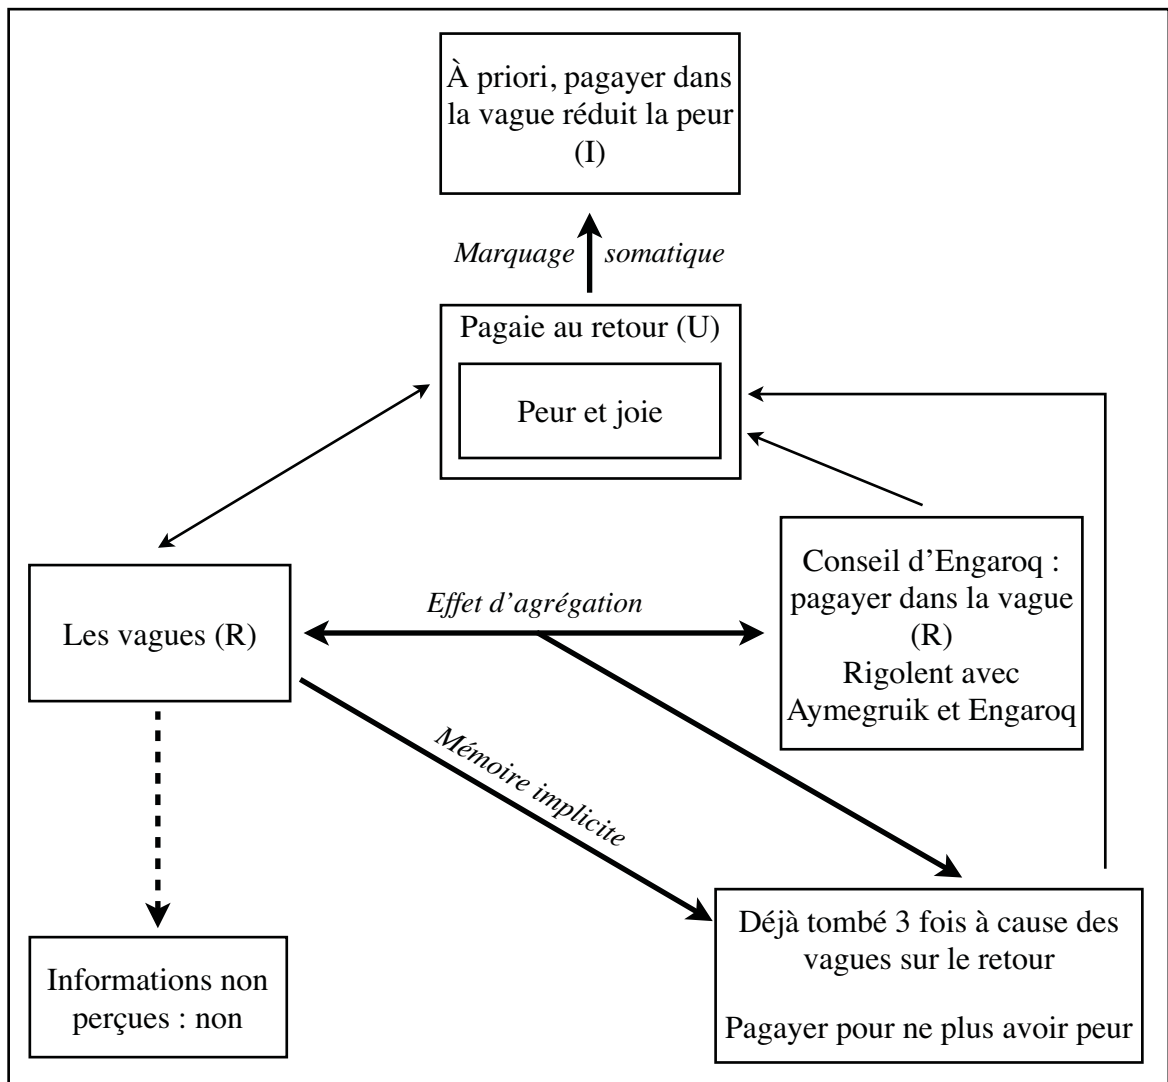 À priori, pagayer dans
la vague réduit la peur
(I)
Marquage somatique
Pagaie au retour (U)
Peur et joie
Conseil d’Engaroq :
pagayer dans la vague
(R)
Rigolent avec
Aymegruik et Engaroq
Effet d’agrégation
Les vagues (R)
Mémoire implicite
Déjà tombé 3 fois à cause des
vagues sur le retour
Pagayer pour ne plus avoir peur
Informations non
perçues : non